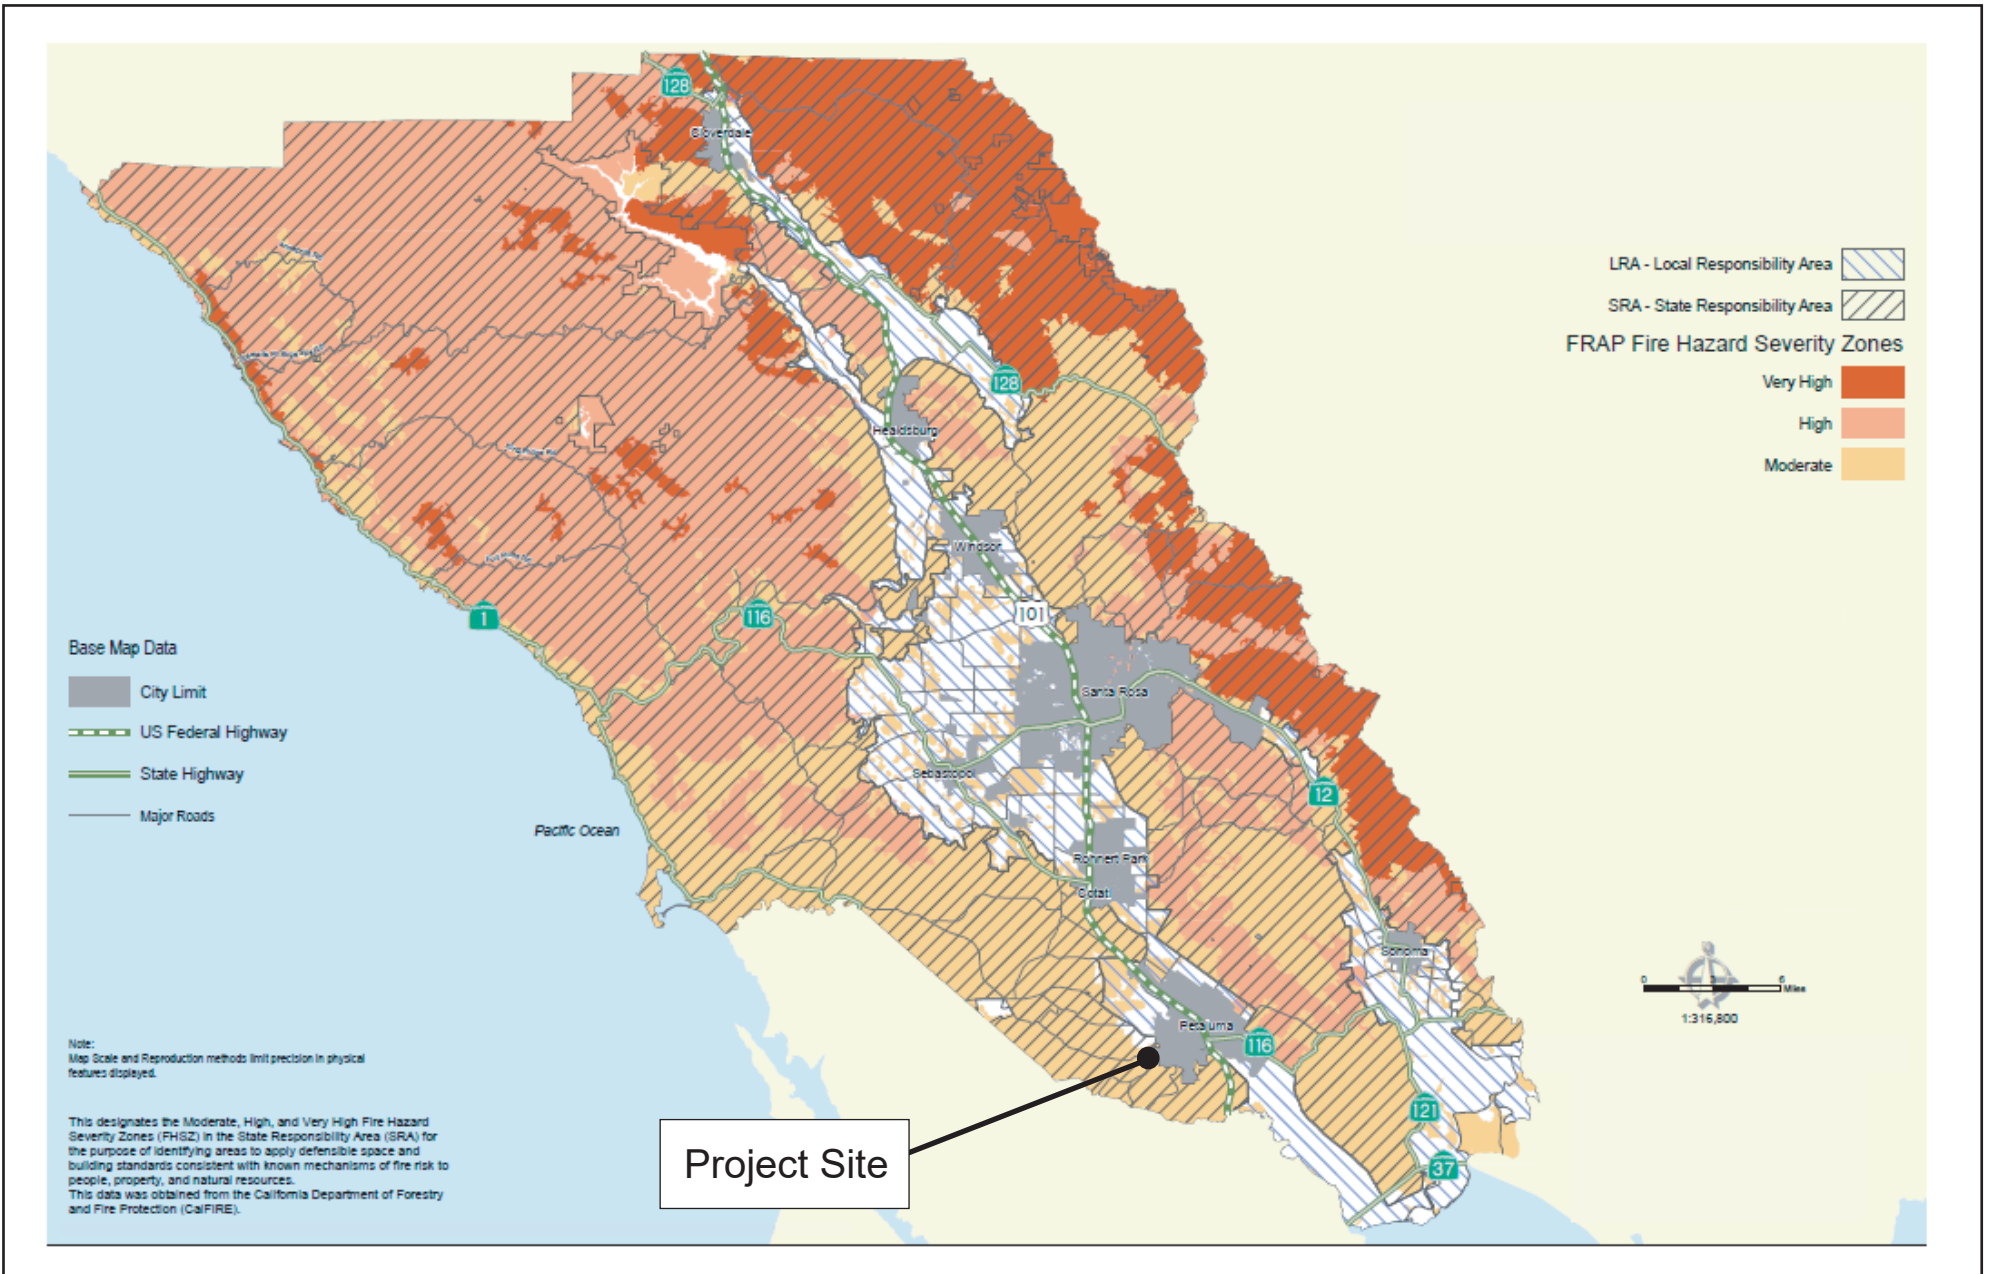 128
Cloverdale
LRA - Local Responsibility Area
SRA - State Responsibility Area
FRAP Fire Hazard Severity Zones
Very High
High
Moderate
128
Healdsburg
Windsor
101
116
1
Santa Rosa
Sebastopol
12
Rohnert Park
Cotati
Sonoma
Petaluma
116
121
37
Base Map Data
City Limit
US Federal Highway
State Highway
Major Roads
Pacific Ocean
0 3 6
Miles
1:316,800
Note:
Map Scale and Reproduction methods limit precision in physical
features displayed.
This designates the Moderate, High, and Very High Fire Hazard
Severity Zones (FHSZ) in the State Responsibility Area (SRA) for
the purpose of identifying areas to apply defensible space and
building standards consistent with known mechanisms of fire risk to
people, property, and natural resources.
This data was obtained from the California Department of Forestry
and Fire Protection (CalFIRE).
Project Site